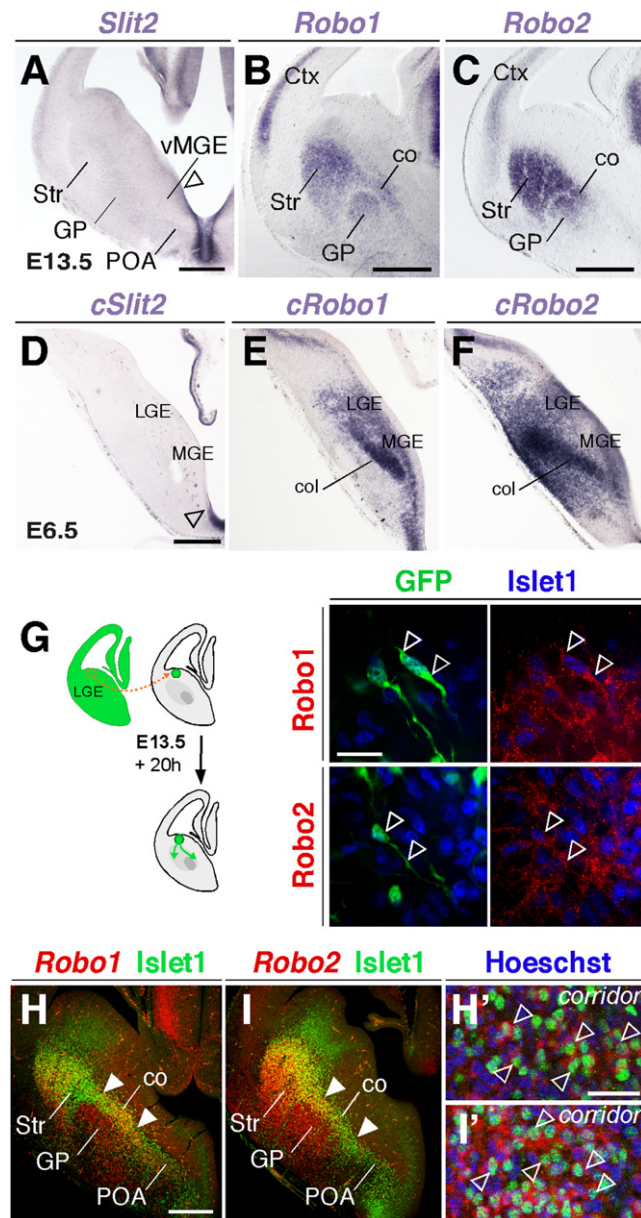 Slit2 Robo1 Robo2
A B C
Ctx Ctx
vMGE
co co
Str Str Str
GP GP GP
E13.5 POA
cSlit2 cRobo1 cRobo2
D E F
LGE LGE LGE
MGE MGE MGE
col
E6.5
GFP Islet1
G
LGE
E13.5
+ 20h
Robo1
Robo2
Robo1 Islet1 Robo2 Islet1 Hoeschst
H I H' corridor
co co
Str Str
GP GP
POA POA
I' corridor